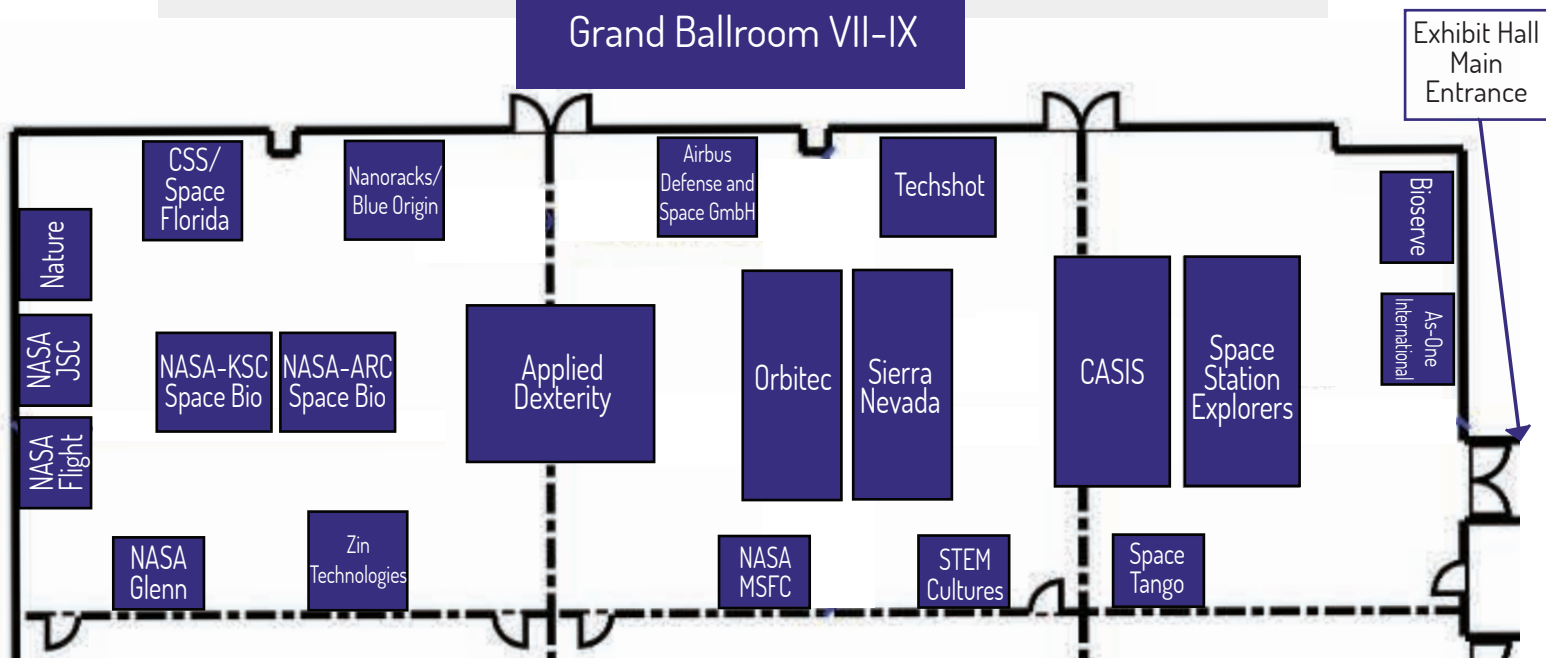 Grand Ballroom VII-IX
Exhibit Hall
Main
Entrance
CSS/
Space
Florida
Nanoracks/
Blue Origin
Airbus
Defense and
Space GmbH
Techshot
Bioserve
Nature
As-One
International
NASA
JSC
NASA-KSC
Space Bio
NASA-ARC
Space Bio
Applied
Dexterity
Orbitec
Sierra
Nevada
CASIS
Space
Station
Explorers
NASA
Flight
NASA
Glenn
Zin
Technologies
NASA
MSFC
STEM
Cultures
Space
Tango